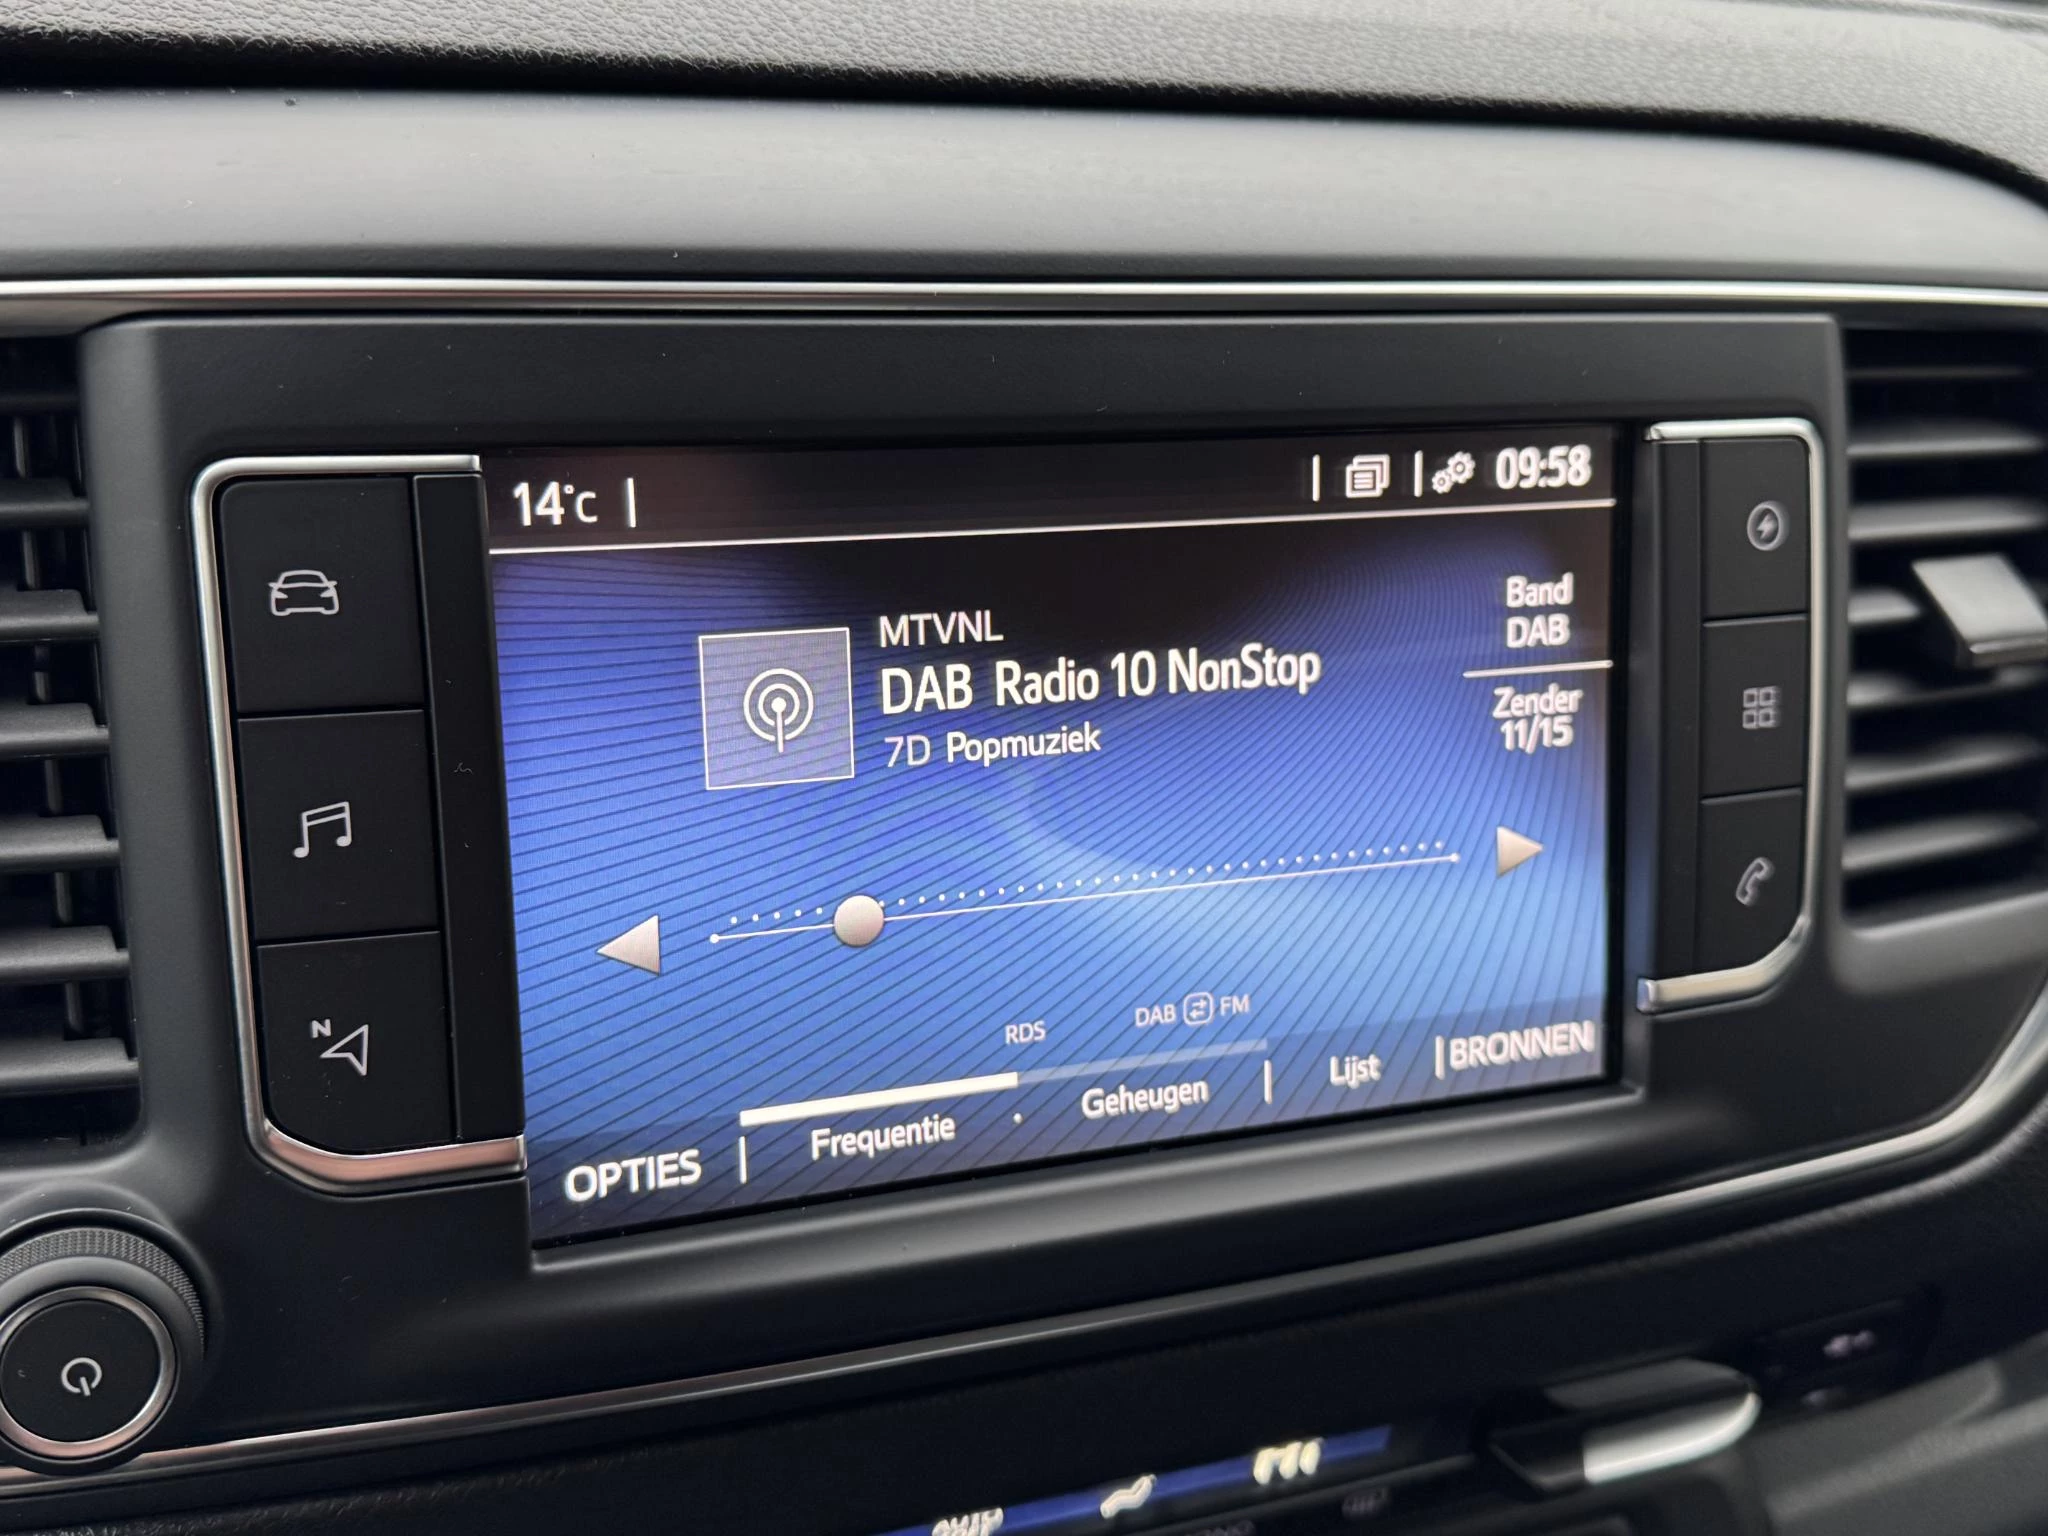 14°C
09:58
MTVNL
DAB Radio 10 NonStop
7D Popmuziek
Band
DAB
Zender
11/15
RDS
DAB FM
OPTIES
Frequentie
Geheugen
Lijst
BRONNEN
N
AUTO